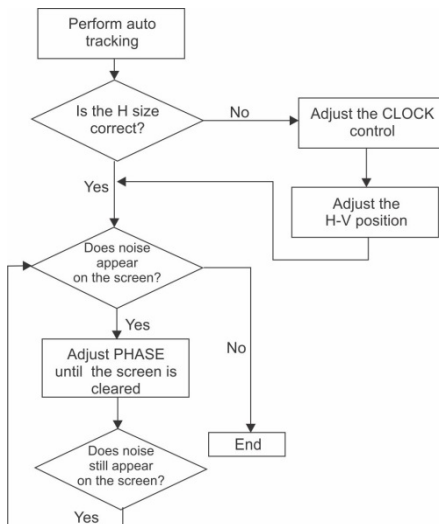 Perform auto
tracking
Is the H size
correct?
No
Adjust the CLOCK
control
Yes
Adjust the
H-V position
Does noise
appear
on the screen?
Yes
No
Adjust PHASE
until the screen is
cleared
Does noise
still appear
on the screen?
End
Yes